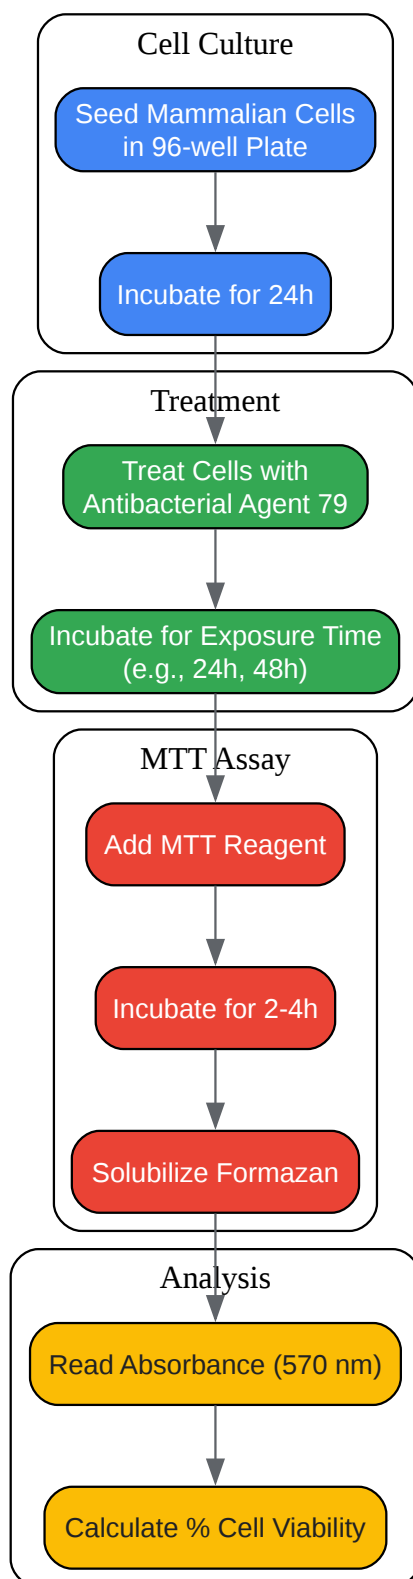 Cell Culture
Seed Mammalian Cells
in 96-well Plate
Incubate for 24h
Treatment
Treat Cells with
Antibacterial Agent 79
Incubate for Exposure Time
(e.g., 24h, 48h)
MTT Assay
Add MTT Reagent
Incubate for 2-4h
Solubilize Formazan
Analysis
Read Absorbance (570 nm)
Calculate % Cell Viability